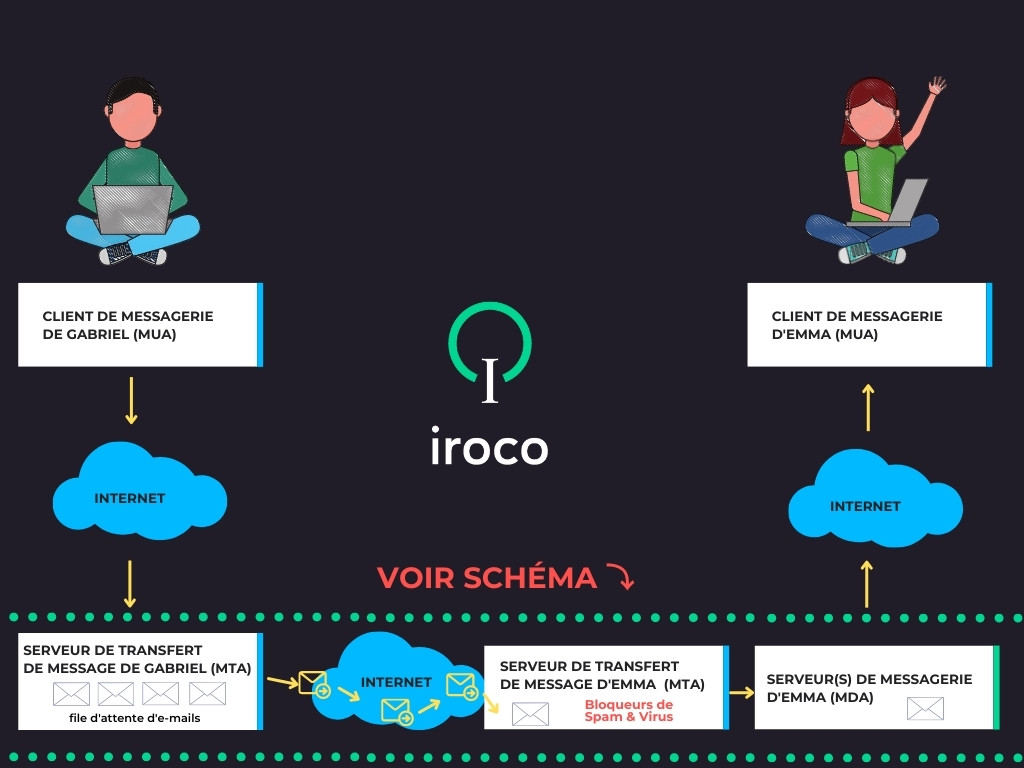 CLIENT DE MESSAGERIE
DE GABRIEL (MUA)
CLIENT DE MESSAGERIE
D'EMMA (MUA)
I
iroco
INTERNET
INTERNET
VOIR SCHÉMA
SERVEUR DE TRANSFERT
DE MESSAGE DE GABRIEL (MTA)
file d'attente d'e-mails
INTERNET
SERVEUR DE TRANSFERT
DE MESSAGE D'EMMA (MTA)
Bloqueurs de
Spam & Virus
SERVEUR(S) DE MESSAGERIE
D'EMMA (MDA)